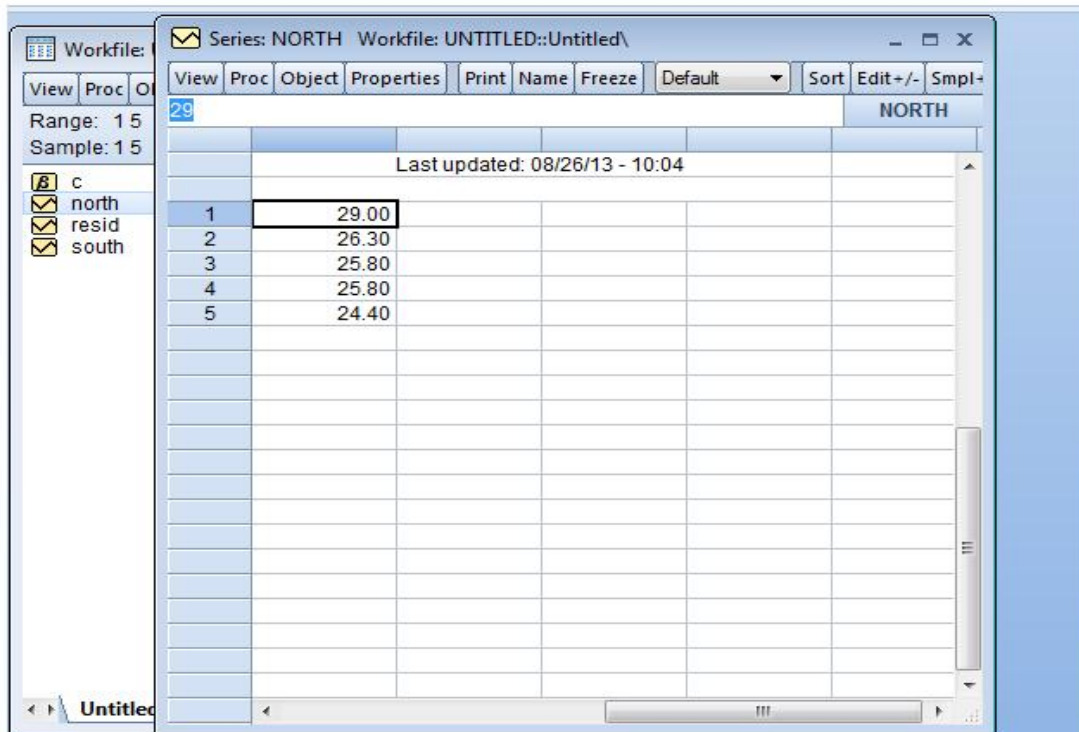 Workfile: U
View Proc Ob
Range: 1 5
Sample: 1 5
c
north
resid
south
Untitled
Series: NORTH Workfile: UNTITLED::Untitled\
View Proc Object Properties Print Name Freeze Default Sort Edit+/- Smpl+
29 NORTH
Last updated: 08/26/13 - 10:04
1 29.00
2 26.30
3 25.80
4 25.80
5 24.40